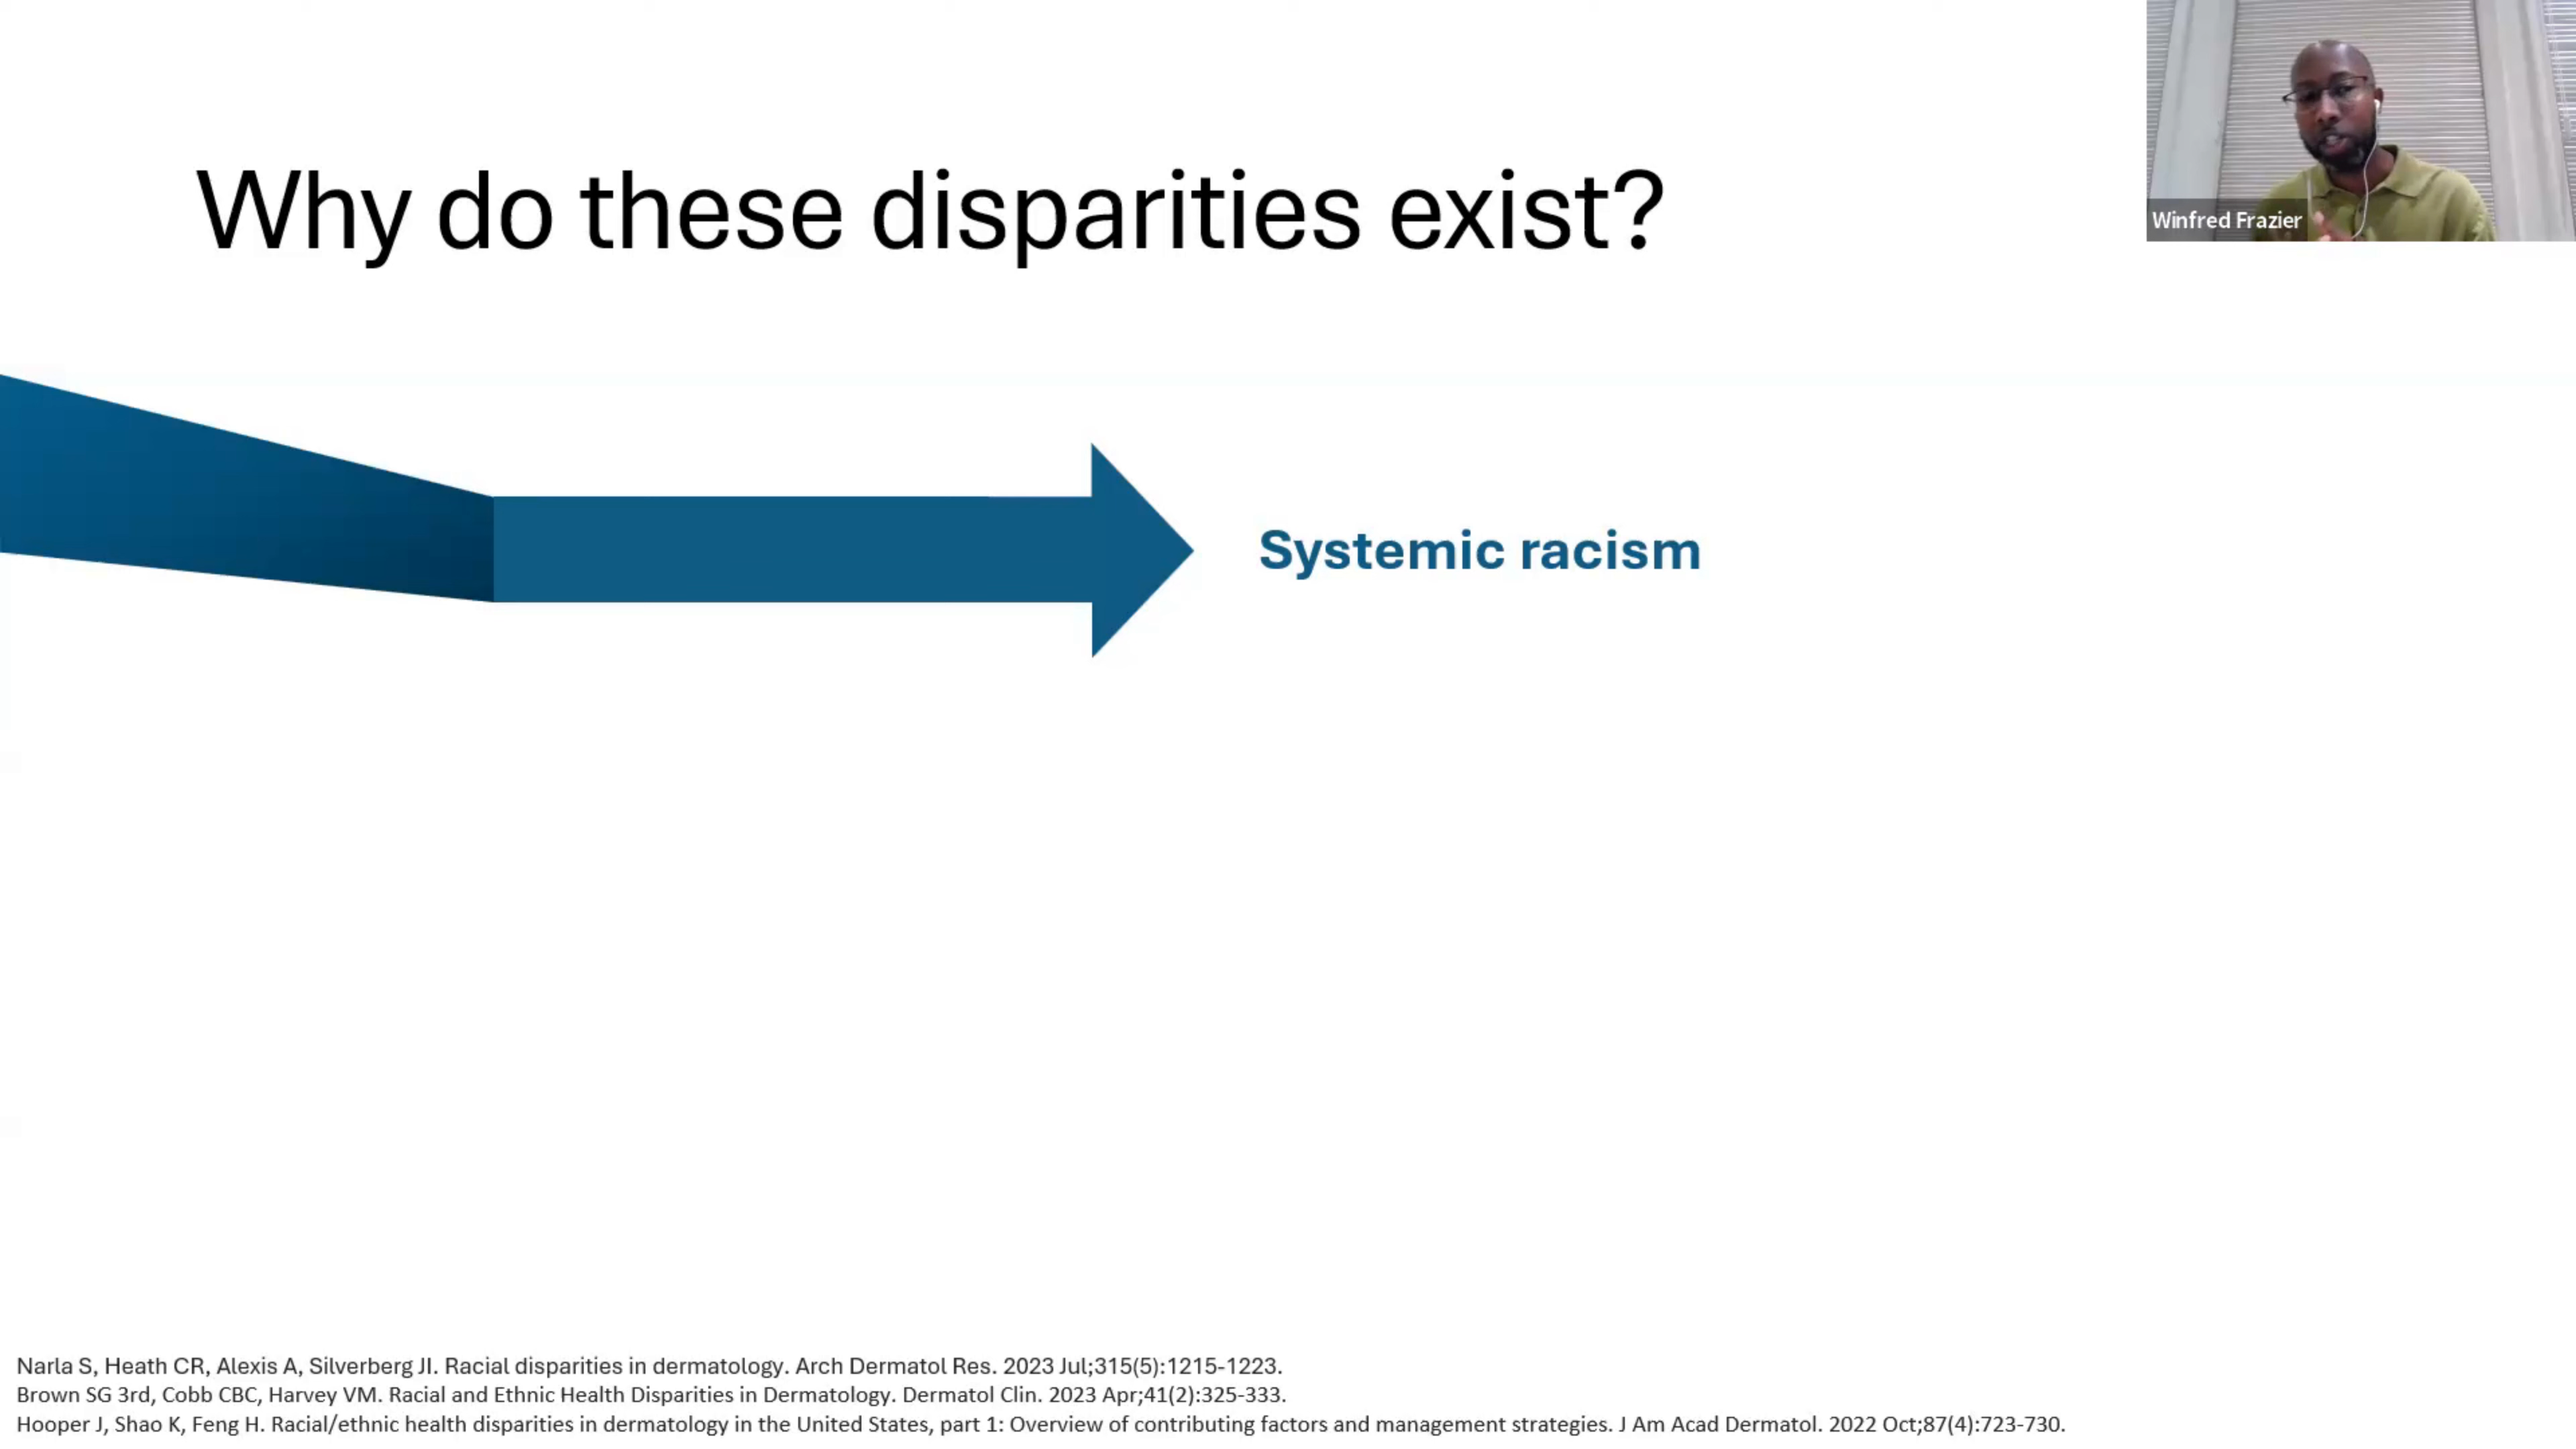 Why do these disparities exist?
Winfred Frazier
Systemic racism
Narla S, Heath CR, Alexis A, Silverberg JI. Racial disparities in dermatology. Arch Dermatol Res. 2023 Jul;315(5):1215-1223.
Brown SG 3rd, Cobb CBC, Harvey VM. Racial and Ethnic Health Disparities in Dermatology. Dermatol Clin. 2023 Apr;41(2):325-333.
Hooper J, Shao K, Feng H. Racial/ethnic health disparities in dermatology in the United States, part 1: Overview of contributing factors and management strategies. J Am Acad Dermatol. 2022 Oct;87(4):723-730.